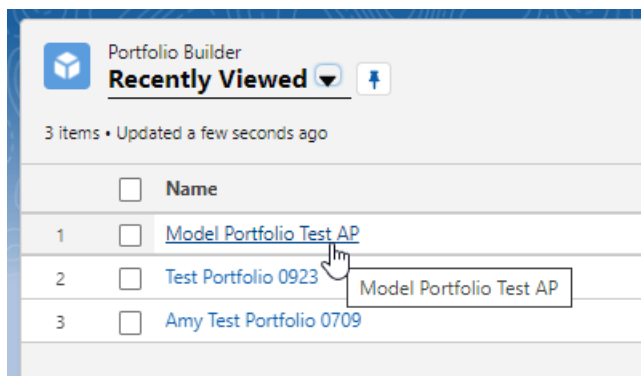 Portfolio Builder
Recently Viewed
3 items • Updated a few seconds ago
Name
1 Model Portfolio Test AP
2 Test Portfolio 0923
Model Portfolio Test AP
3 Amy Test Portfolio 0709